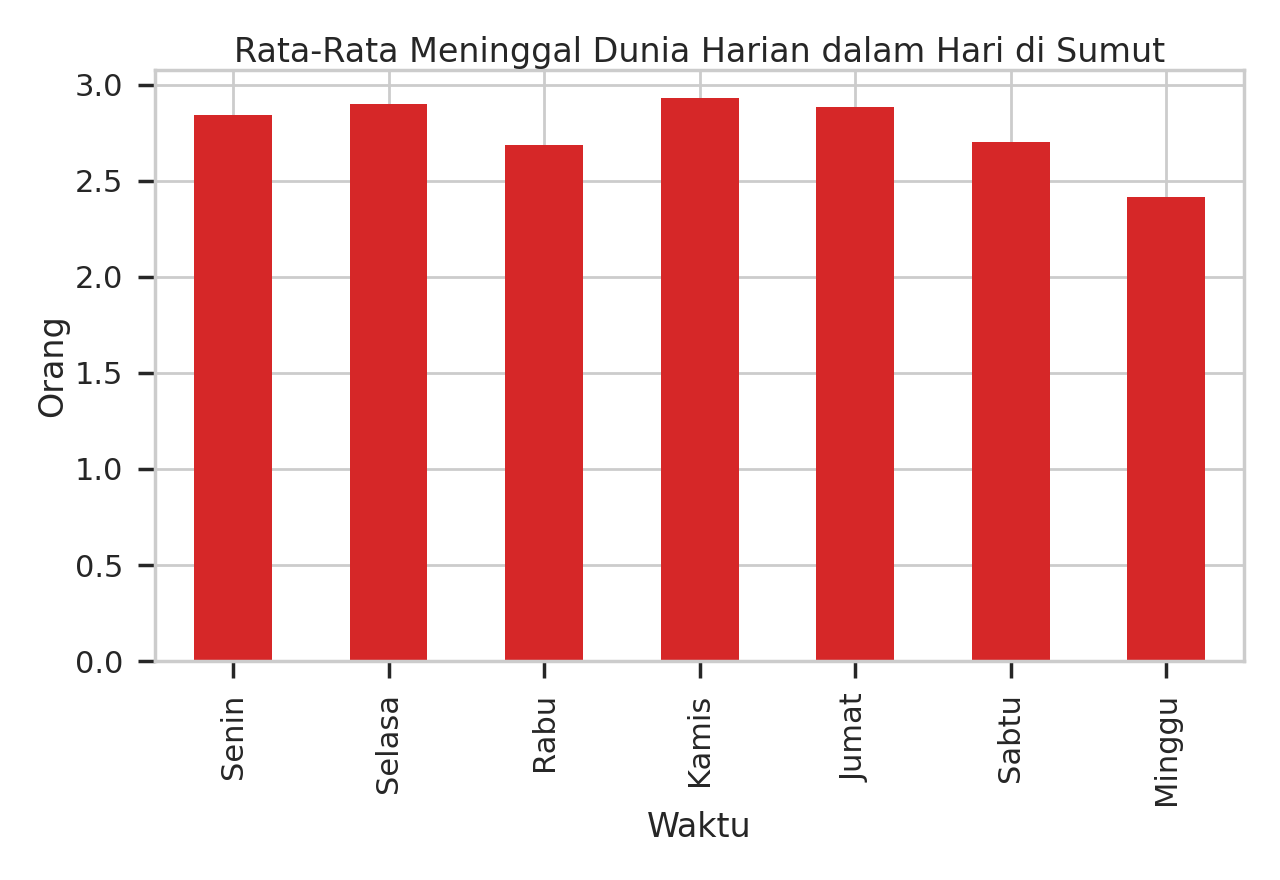 Rata-Rata Meninggal Dunia Harian dalam Hari di Sumut
3.0
2.5
2.0
1.5
1.0
0.5
0.0
Orang
Senin
Selasa
Rabu
Kamis
Jumat
Sabtu
Minggu
Waktu